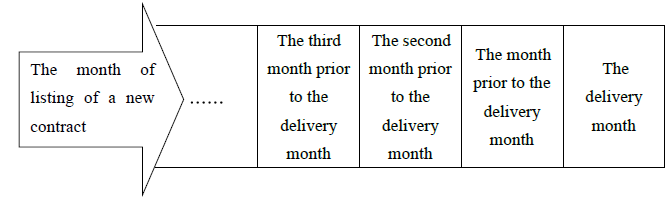 The month of
listing of a new
contract
……
The third
month prior
to the
delivery
month
The second
month prior
to the
delivery
month
The month
prior to the
delivery
month
The
delivery
month